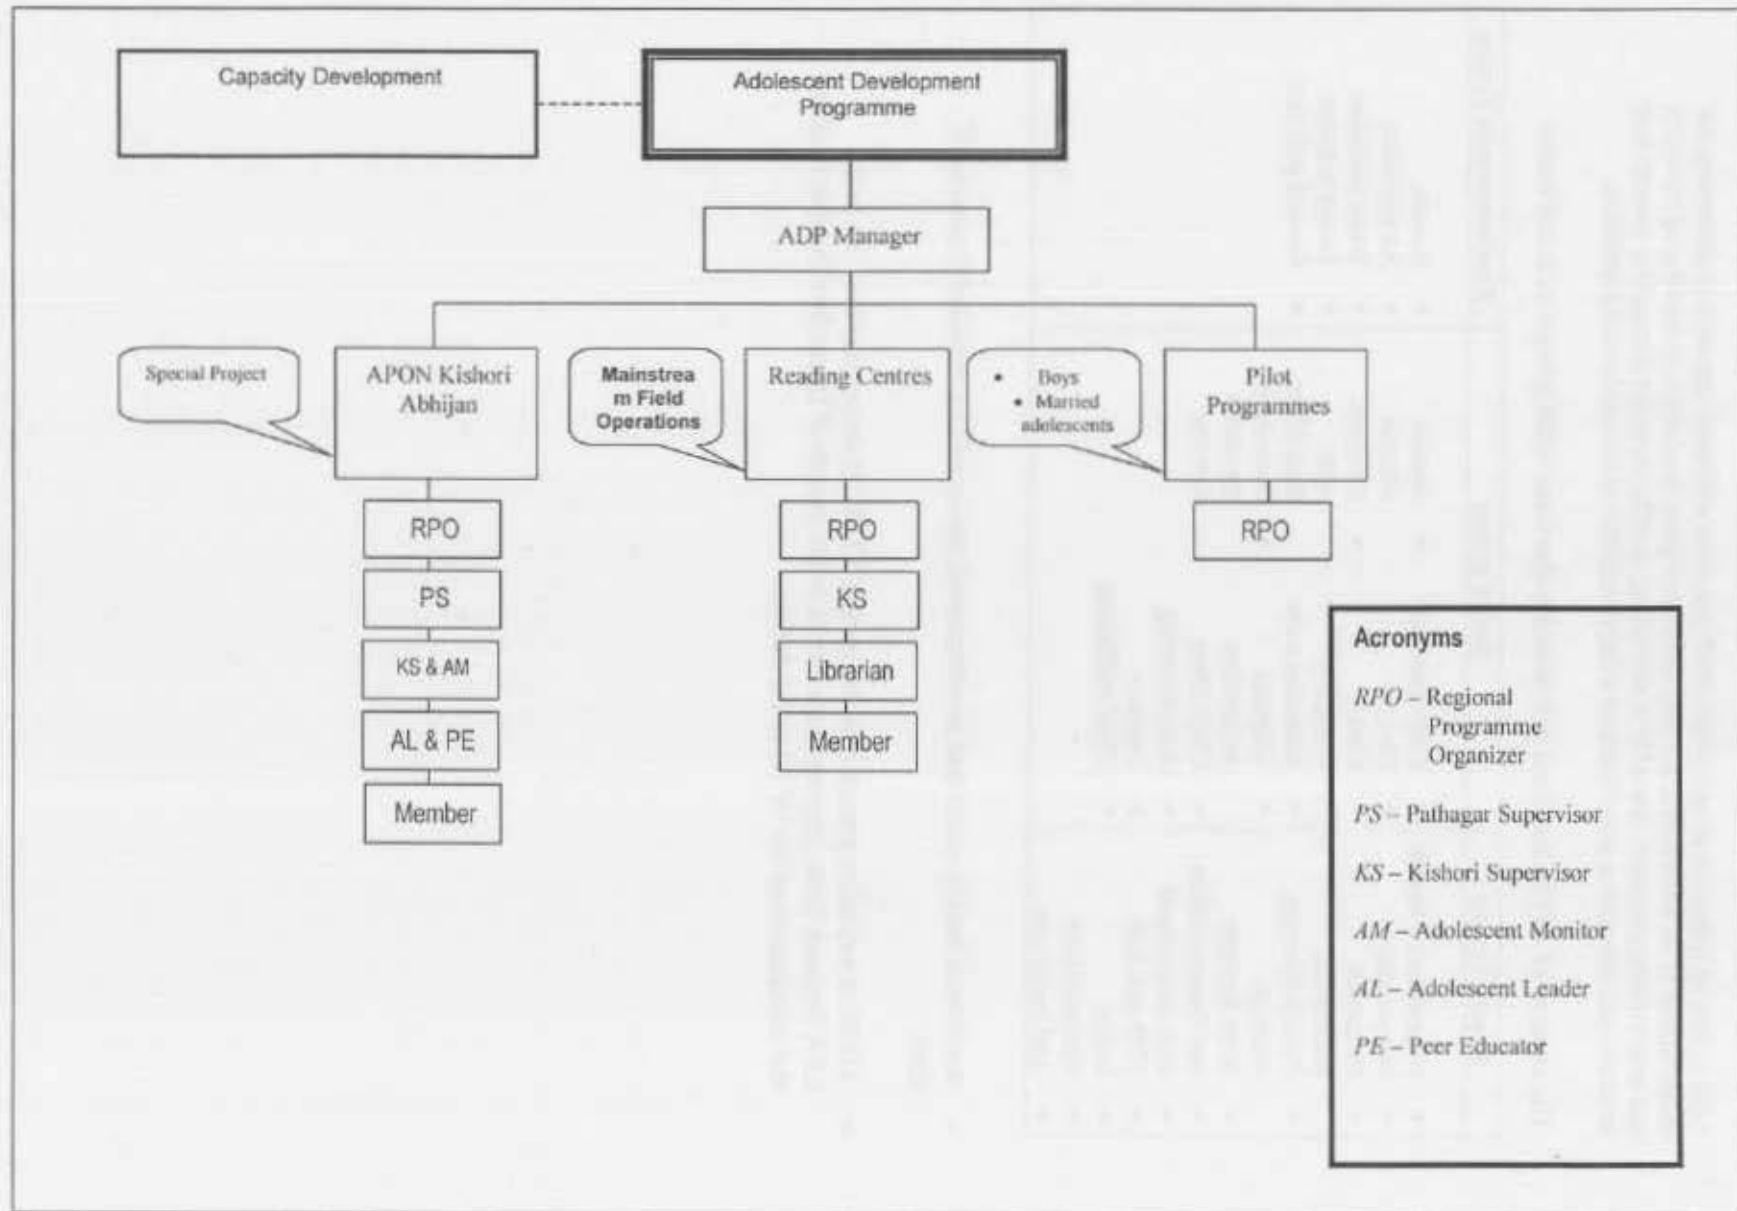 Capacity Development
Adolescent Development
Programme
ADP Manager
Special Project
APON Kishori
Abhijan
Mainstrea
m Field
Operations
Reading Centres
• Boys
• Married
adolescents
Pilot
Programmes
RPO
PS
KS & AM
AL & PE
Member
RPO
KS
Librarian
Member
RPO
Acronyms
RPO – Regional
Programme
Organizer
PS – Pathagar Supervisor
KS – Kishori Supervisor
AM – Adolescent Monitor
AL – Adolescent Leader
PE – Peer Educator